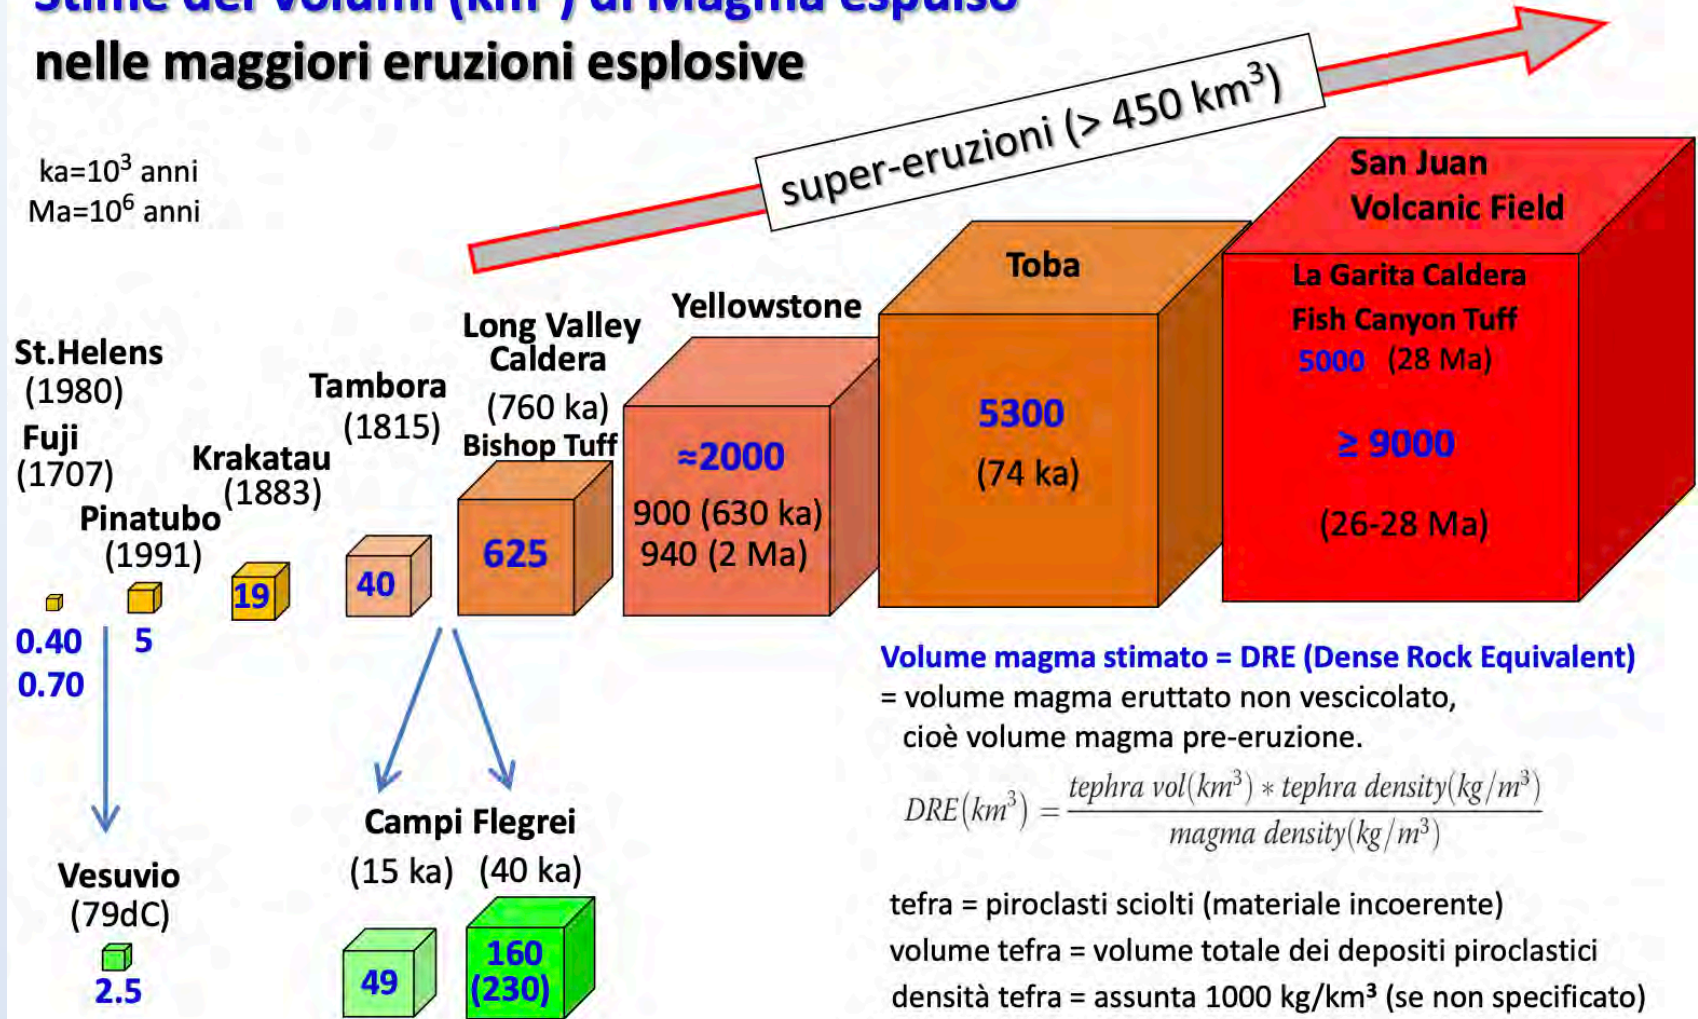 Stime dei volumi (km³) di Magma espulso
nelle maggiori eruzioni esplosive
ka=10³ anni
Ma=10⁶ anni
super-eruzioni (> 450 km³)
St.Helens
(1980)
Fuji
(1707)
Pinatubo
(1991)
Krakatau
(1883)
Tambora
(1815)
Long Valley
Caldera
(760 ka)
Bishop Tuff
Yellowstone
Toba
San Juan
Volcanic Field
La Garita Caldera
Fish Canyon Tuff
5000 (28 Ma)
≥ 9000
(26-28 Ma)
5300
(74 ka)
≈2000
900 (630 ka)
940 (2 Ma)
625
40
19
5
0.40
0.70
Volume magma stimato = DRE (Dense Rock Equivalent)
= volume magma eruttato non vescicolato,
cioè volume magma pre-eruzione.
DRE(km³) = tephra vol(km³) * tephra density(kg/m³)
magma density(kg/m³)
tefra = piroclasti sciolti (materiale incoerente)
volume tefra = volume totale dei depositi piroclastici
densità tefra = assunta 1000 kg/km³ (se non specificato)
Campi Flegrei
(15 ka) (40 ka)
49
160
(230)
Vesuvio
(79dC)
2.5